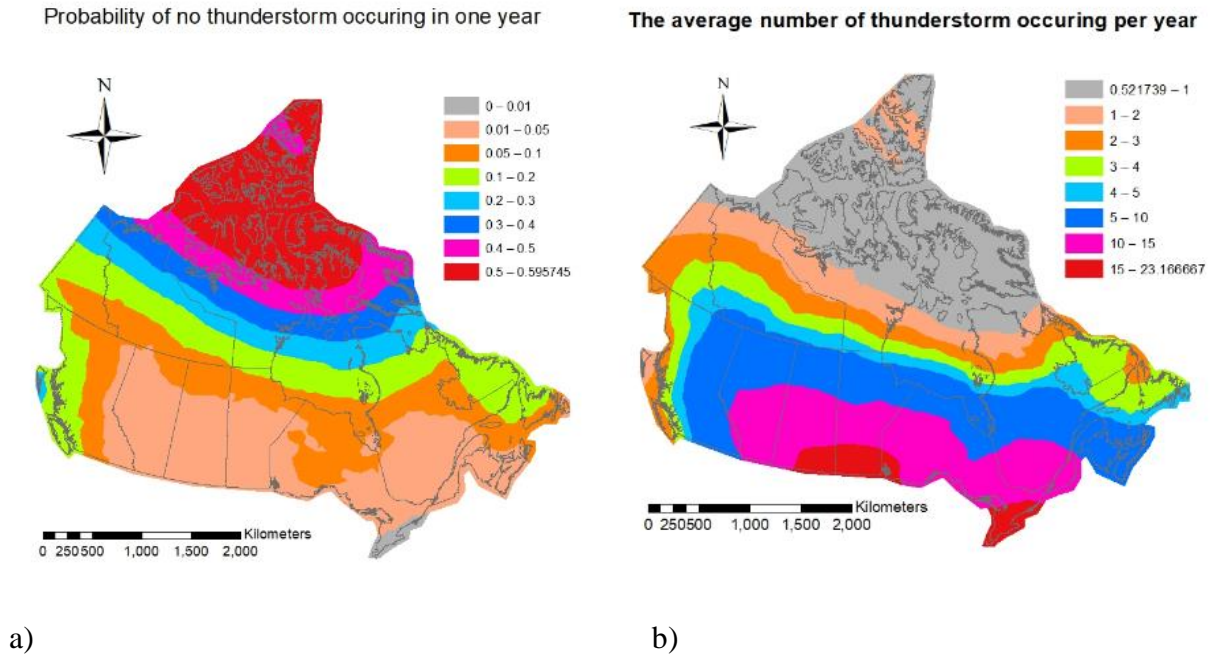 Probability of no thunderstorm occuring in one year
N
0 – 0.01
0.01 – 0.05
0.05 – 0.1
0.1 – 0.2
0.2 – 0.3
0.3 – 0.4
0.4 – 0.5
0.5 – 0.595745
Kilometers
0 250500 1,000 1,500 2,000
a)
The average number of thunderstorm occuring per year
N
0.521739 – 1
1 – 2
2 – 3
3 – 4
4 – 5
5 – 10
10 – 15
15 – 23.166667
Kilometers
0 250500 1,000 1,500 2,000
b)